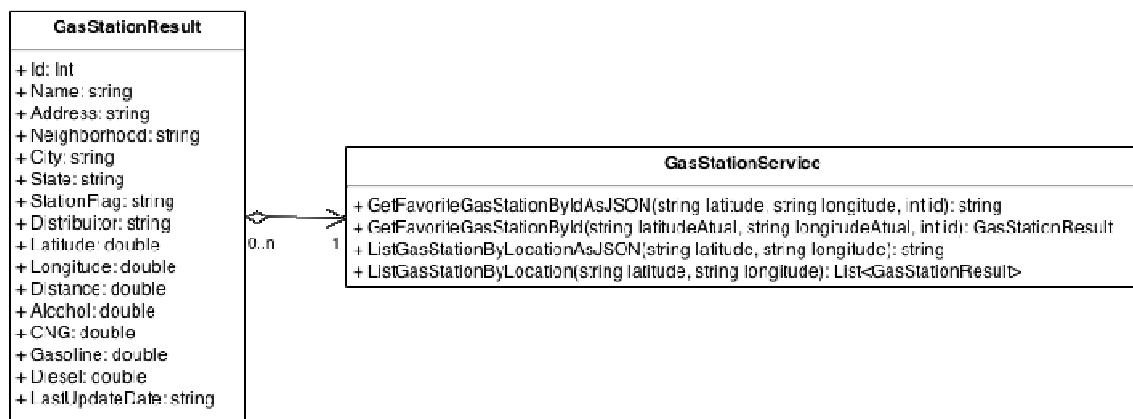 GasStationResult
+ Id: Int
+ Name: string
+ Address: string
+ Neighborhood: string
+ City: string
+ State: string
+ StationFlag: string
+ Distribuitor: string
+ Latitude: double
+ Longitude: double
+ Distance: double
+ Alcohol: double
+ CNG: double
+ Gasoline: double
+ Diesel: double
+ LastUpdateDate: string
0..n
1
GasStationService
+ GetFavoriteGasStationByIdAsJSON(string latitude, string longitude, int id): string
+ GetFavoriteGasStationById(string latitudeAtual, string longitudeAtual, int id): GasStationResult
+ ListGasStationByLocationAsJSON(string latitude, string longitude): string
+ ListGasStationByLocation(string latitude, string longitude): List<GasStationResult>